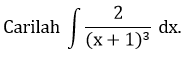 Carilah ∫ 2/(x + 1)³ dx.